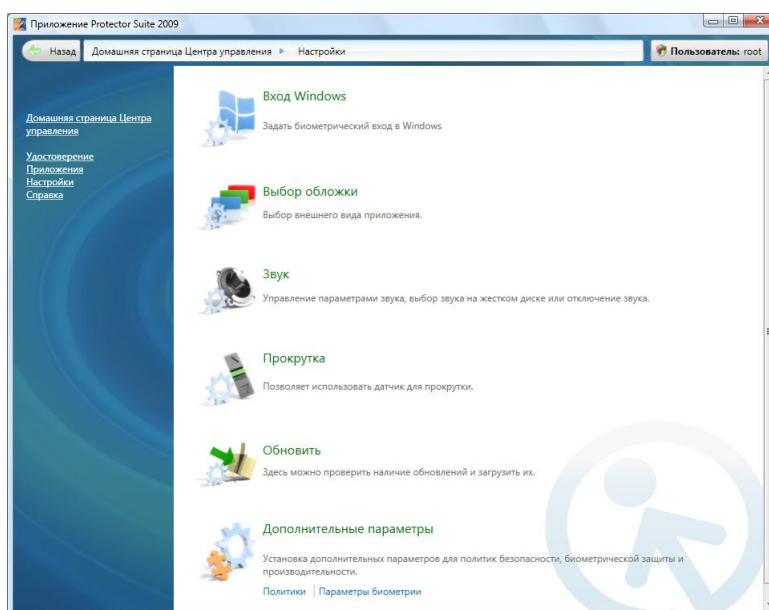 Приложение Protector Suite 2009
Назад
Домашняя страница Центра управления
Настройки
Пользователь: root
Домашняя страница Центра
управления
Удостоверение
Приложения
Настройки
Справка
Вход Windows
Задать биометрический вход в Windows
Выбор обложки
Выбор внешнего вида приложения.
Звук
Управление параметрами звука, выбор звука на жестком диске или отключение звука.
Прокрутка
Позволяет использовать датчик для прокрутки.
Обновить
Здесь можно проверить наличие обновлений и загрузить их.
Дополнительные параметры
Установка дополнительных параметров для политик безопасности, биометрической защиты и
производительности.
Политики | Параметры биометрии